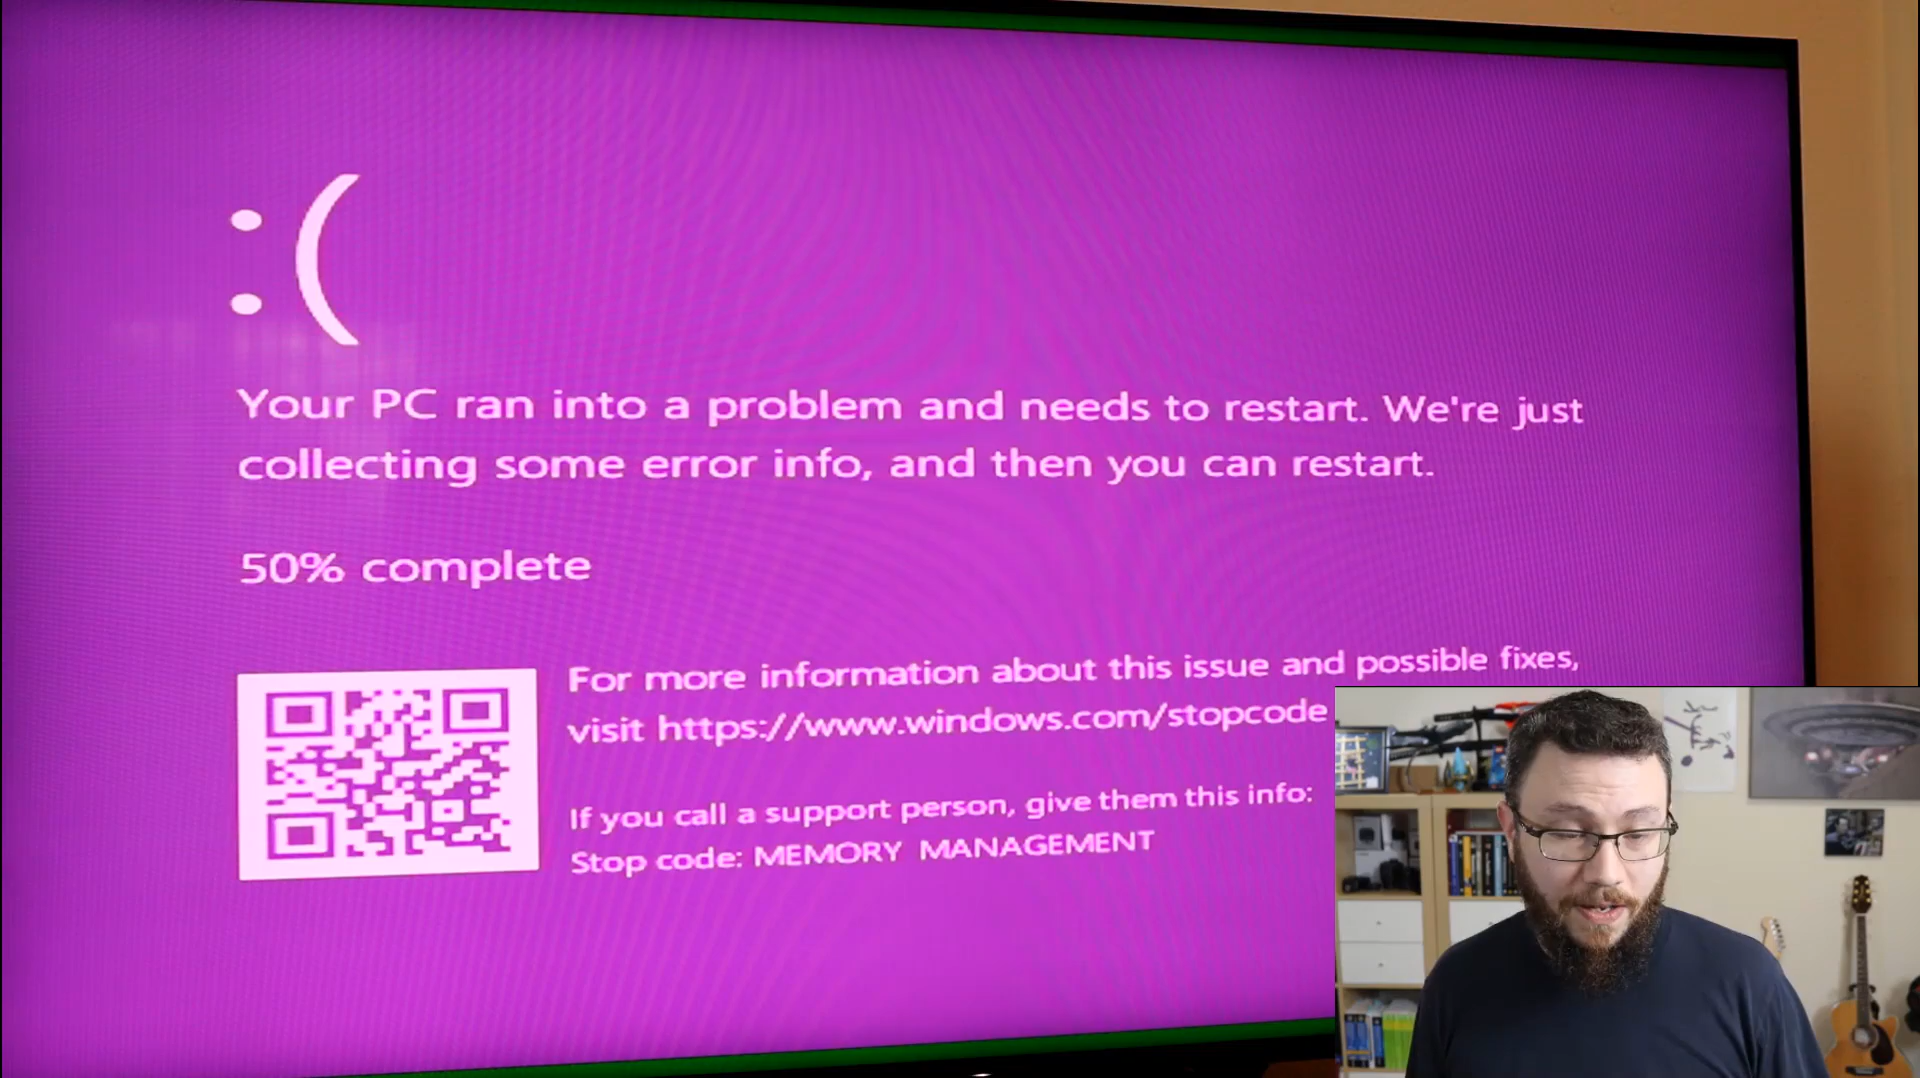 :(
Your PC ran into a problem and needs to restart. We're just
collecting some error info, and then you can restart.
50% complete
For more information about this issue and possible fixes,
visit https://www.windows.com/stopcode
If you call a support person, give them this info:
Stop code: MEMORY MANAGEMENT